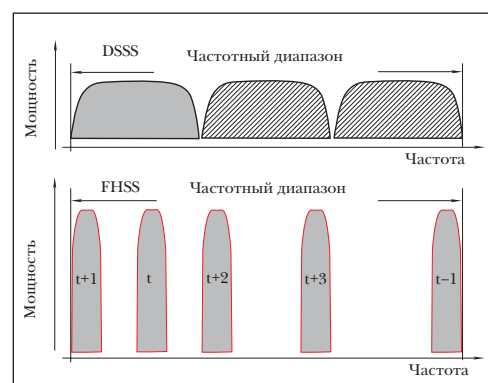 DSSS
Частотный диапазон
Мощность
Частота
FHSS
Частотный диапазон
Мощность
t+1 t t+2 t+3 t–1
Частота